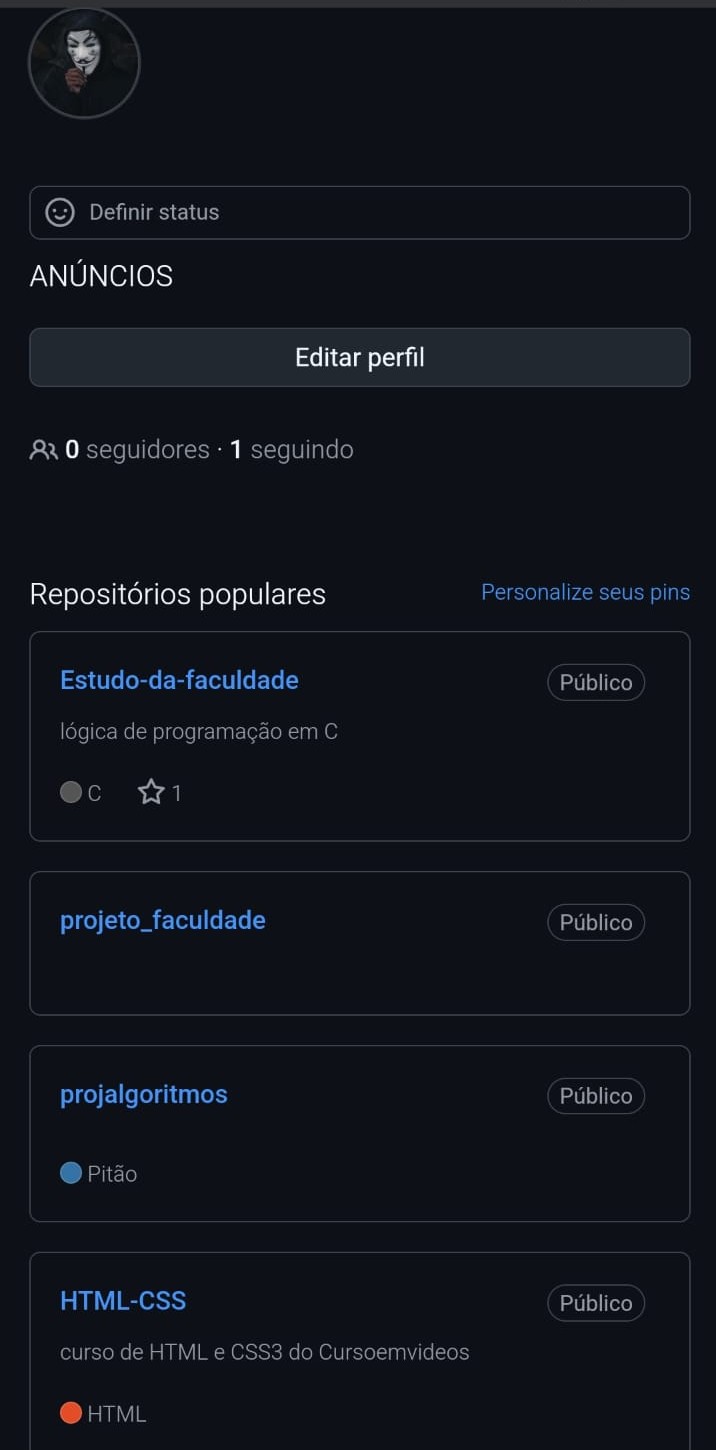 Definir status
ANÚNCIOS
Editar perfil
0 seguidores · 1 seguindo
Repositórios populares
Personalize seus pins
Estudo-da-faculdade
Público
lógica de programação em C
C 1
projeto_faculdade
Público
projalgoritmos
Público
Pitão
HTML-CSS
Público
curso de HTML e CSS3 do Cursoemvideos
HTML